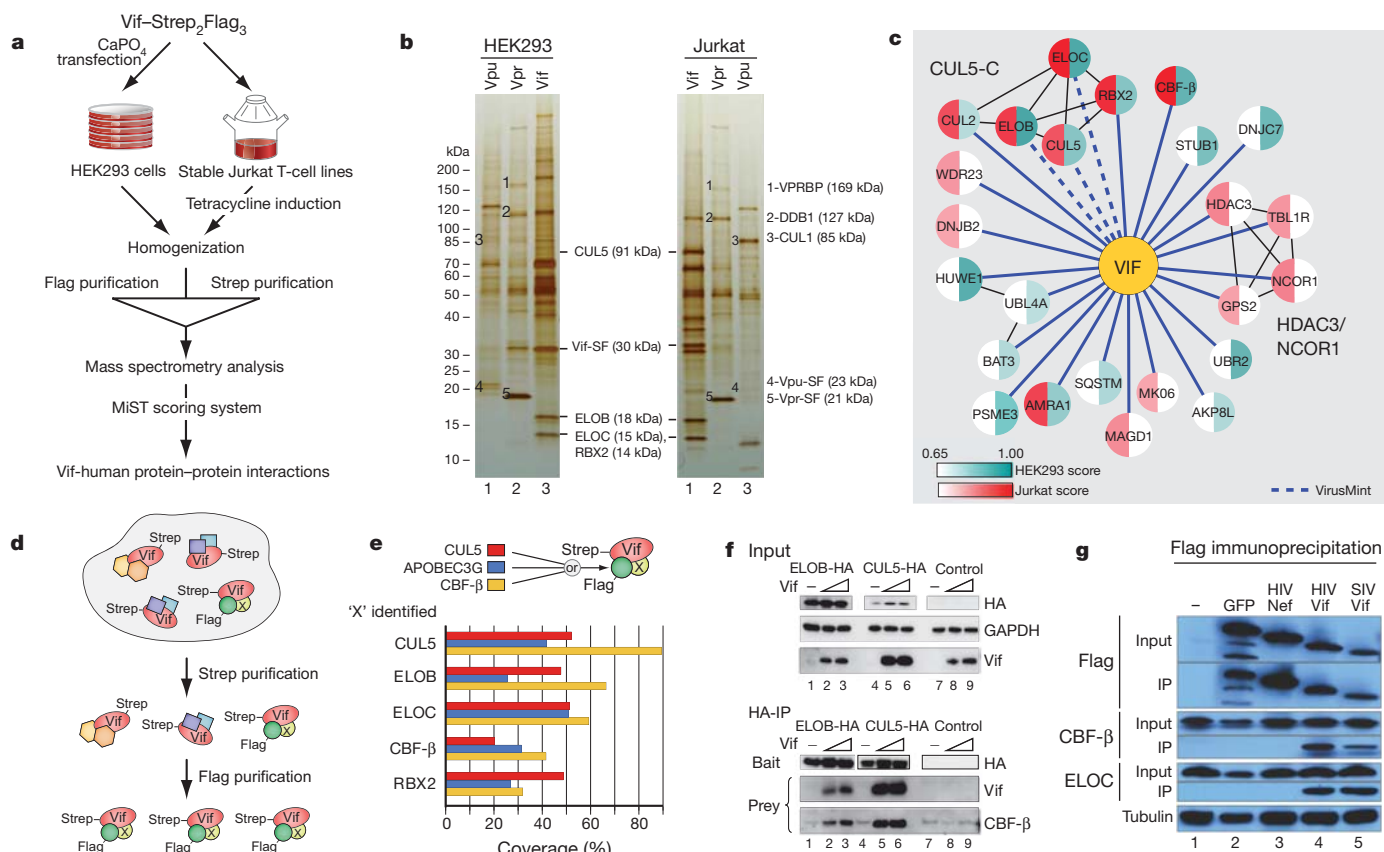 a
Vif–Strep2Flag3
CaPO4
transfection
HEK293 cells
Stable Jurkat T-cell lines
Tetracycline induction
Homogenization
Flag purification
Strep purification
Mass spectrometry analysis
MiST scoring system
Vif-human protein–protein interactions
b
HEK293
Jurkat
Vpu
Vpr
Vif
Vif
Vpr
Vpu
kDa
200
150
120
100
85
70
60
50
40
30
25
20
15
10
1
2
3
4
5
1
2
3
4
5
CUL5 (91 kDa)
Vif-SF (30 kDa)
ELOB (18 kDa)
ELOC (15 kDa),
RBX2 (14 kDa)
1-VPRBP (169 kDa)
2-DDB1 (127 kDa)
3-CUL1 (85 kDa)
4-Vpu-SF (23 kDa)
5-Vpr-SF (21 kDa)
1 2 3
1 2 3
c
CUL5-C
ELOC
RBX2
CBF-β
CUL2
ELOB
CUL5
STUB1
DNJC7
WDR23
HDAC3
TBL1R
DNJB2
VIF
HUWE1
NCOR1
UBL4A
GPS2
HDAC3/
NCOR1
BAT3
UBR2
SQSTM
MK06
PSME3
AMRA1
AKP8L
MAGD1
0.65 1.00
HEK293 score
Jurkat score
VirusMint
d
Strep
Vif
Vif
Strep
Strep
Strep
Vif
Vif
X
Flag
Strep purification
Strep
Vif
Strep
Vif
Strep
Vif
X
Flag
Flag purification
Strep
Vif
X
Flag
Strep
Vif
X
Flag
Strep
Vif
X
Flag
e
CUL5
APOBEC3G
CBF-β
or
Strep
Vif
X
Flag
'X' identified
CUL5
ELOB
ELOC
CBF-β
RBX2
0 20 40 60 80
Coverage (%)
f
Input
ELOB-HA CUL5-HA Control
Vif – – –
HA
GAPDH
Vif
1 2 3 4 5 6 7 8 9
HA-IP
ELOB-HA CUL5-HA Control
Vif – – –
Bait
HA
Prey
Vif
CBF-β
1 2 3 4 5 6 7 8 9
g
Flag immunoprecipitation
– GFP HIV Nef HIV Vif SIV Vif
Flag
Input
IP
CBF-β
Input
IP
ELOC
Input
IP
Tubulin
1 2 3 4 5